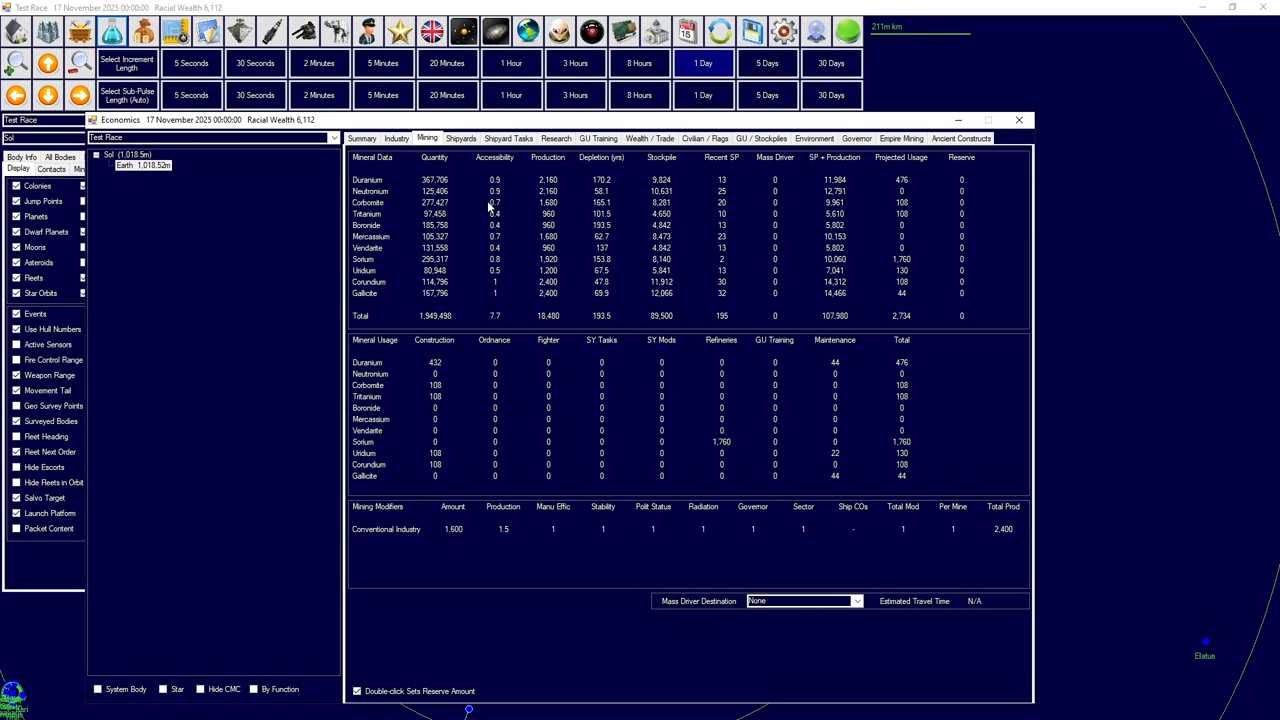 Test Race 17 November 2025 00:00:00 Racial Wealth 6,112
211m km
Select Increment Length 5 Seconds 30 Seconds 2 Minutes 5 Minutes 20 Minutes 1 Hour 3 Hours 8 Hours 1 Day 5 Days 30 Days
Select Sub-Pulse Length (Auto) 5 Seconds 30 Seconds 2 Minutes 5 Minutes 20 Minutes 1 Hour 3 Hours 8 Hours 1 Day 5 Days 30 Days
Test Race
Sol
Body Info All Bodies
Display Contacts
Colonies
Jump Points
Planets
Dwarf Planets
Moons
Asteroids
Fleets
Star Orbits
Events
Use Hull Numbers
Active Sensors
Fire Control Range
Weapon Range
Movement Tail
Geo Survey Points
Surveyed Bodies
Fleet Heading
Fleet Next Order
Hide Escorts
Hide Fleets in Orbit
Salvo Target
Launch Platform
Packet Content
Economics 17 November 2025 00:00:00 Racial Wealth 6,112
Test Race
Sol (1,018.5m)
Earth 1,018.52m
System Body Star Hide CMC By Function
Summary Industry Mining Shipyards Shipyard Tasks Research GU Training Wealth / Trade Civilian / Flags GU / Stockpiles Environment Governor Empire Mining Ancient Constructs
Mineral Data Quantity Accessibility Production Depletion (yrs) Stockpile Recent SP Mass Driver SP + Production Projected Usage Reserve
Duranium 367,706 0.9 2,160 170.2 9,824 13 0 11,984 476 0
Neutronium 125,406 0.9 2,160 58.1 10,631 25 0 12,791 0 0
Corbomite 277,427 0.7 1,680 165.1 8,281 20 0 9,961 108 0
Tritanium 97,458 0.4 960 101.5 4,650 10 0 5,610 108 0
Boronide 185,758 0.4 960 193.5 4,842 13 0 5,802 0 0
Mercassium 105,327 0.7 1,680 62.7 8,473 23 0 10,153 0 0
Vendarite 131,558 0.4 960 137 4,842 13 0 5,802 0 0
Sorium 295,317 0.8 1,920 153.8 8,140 2 0 10,060 1,760 0
Uridium 80,948 0.5 1,200 67.5 5,841 13 0 7,041 130 0
Corundium 114,796 1 2,400 47.8 11,912 30 0 14,312 108 0
Gallicite 167,796 1 2,400 69.9 12,066 32 0 14,466 44 0
Total 1,949,498 7.7 18,480 193.5 89,500 195 0 107,980 2,734 0
Mineral Usage Construction Ordnance Fighter SY Tasks SY Mods Refineries GU Training Maintenance Total
Duranium 432 0 0 0 0 0 0 44 476
Neutronium 0 0 0 0 0 0 0 0 0
Corbomite 108 0 0 0 0 0 0 0 108
Tritanium 108 0 0 0 0 0 0 0 108
Boronide 0 0 0 0 0 0 0 0 0
Mercassium 0 0 0 0 0 0 0 0 0
Vendarite 0 0 0 0 0 0 0 0 0
Sorium 0 0 0 0 0 1,760 0 0 1,760
Uridium 108 0 0 0 0 0 0 22 130
Corundium 108 0 0 0 0 0 0 0 108
Gallicite 0 0 0 0 0 0 0 44 44
Mining Modifiers Amount Production Manu Effic Stability Polit Status Radiation Governor Sector Ship COs Total Mod Per Mine Total Prod
Conventional Industry 1,600 1.5 1 1 1 1 1 1 - 1 1 2,400
Mass Driver Destination None Estimated Travel Time N/A
Double-click Sets Reserve Amount
Elatus